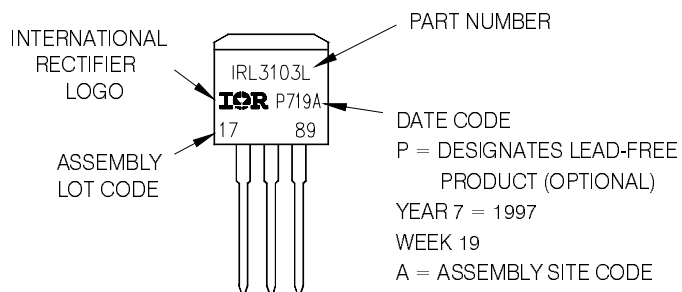 INTERNATIONAL
RECTIFIER
LOGO
PART NUMBER
IRL3103L
IOR P719A
17 89
ASSEMBLY
LOT CODE
DATE CODE
P = DESIGNATES LEAD-FREE
PRODUCT (OPTIONAL)
YEAR 7 = 1997
WEEK 19
A = ASSEMBLY SITE CODE